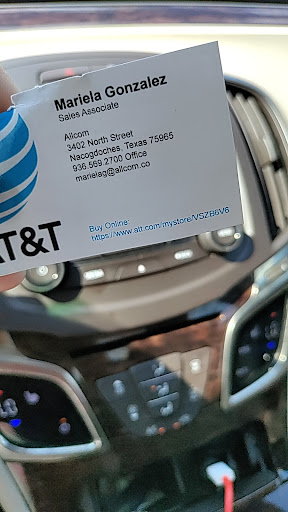 Mariela Gonzalez
Sales Associate
Allcom
3402 North Street
Nacogdoches, Texas 75965
936.569.2700 Office
marielag@allcom.co
AT&T
Buy Online:
https://www.att.com/mystore/VSZB6V6